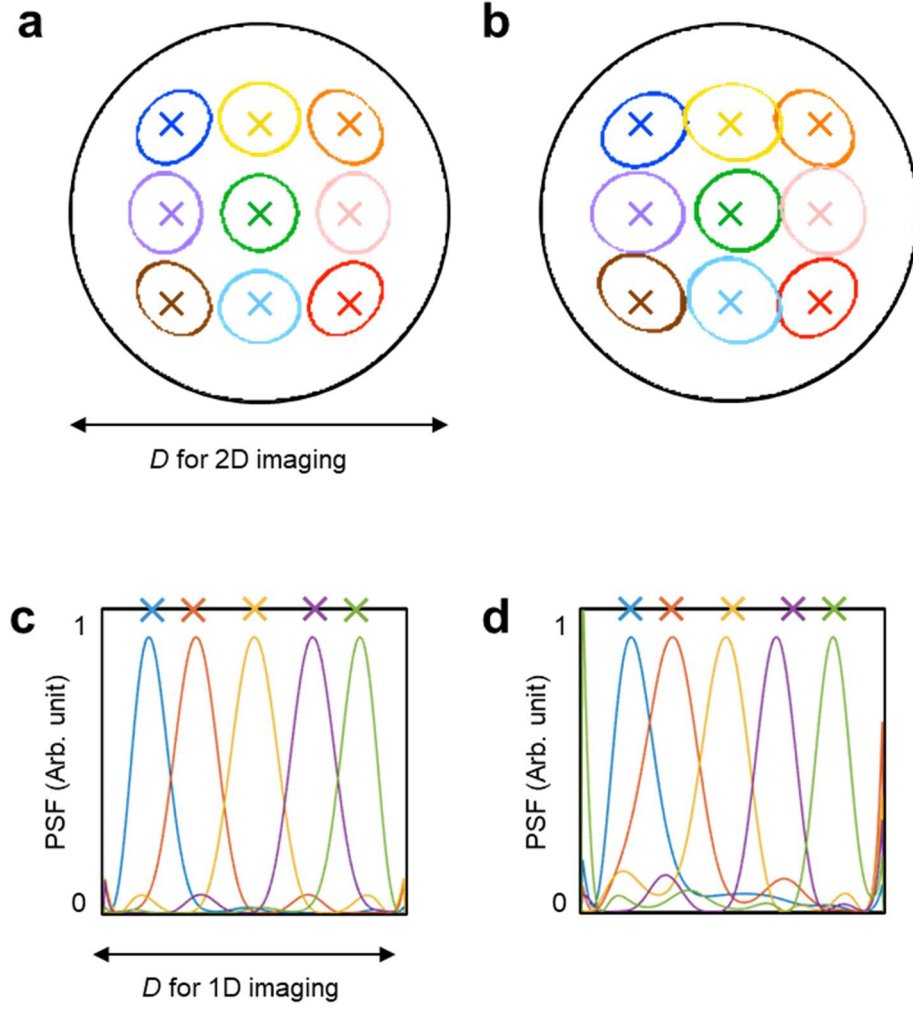 a
b
D for 2D imaging
c
d
1
PSF (Arb. unit)
0
1
PSF (Arb. unit)
0
D for 1D imaging